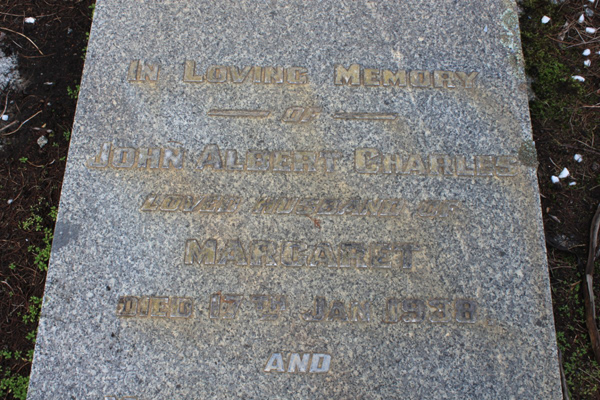 In Loving Memory
OF
John Albert Charles
LOVED HUSBAND OF
MARGARET
DIED 17TH JAN 1938
AND